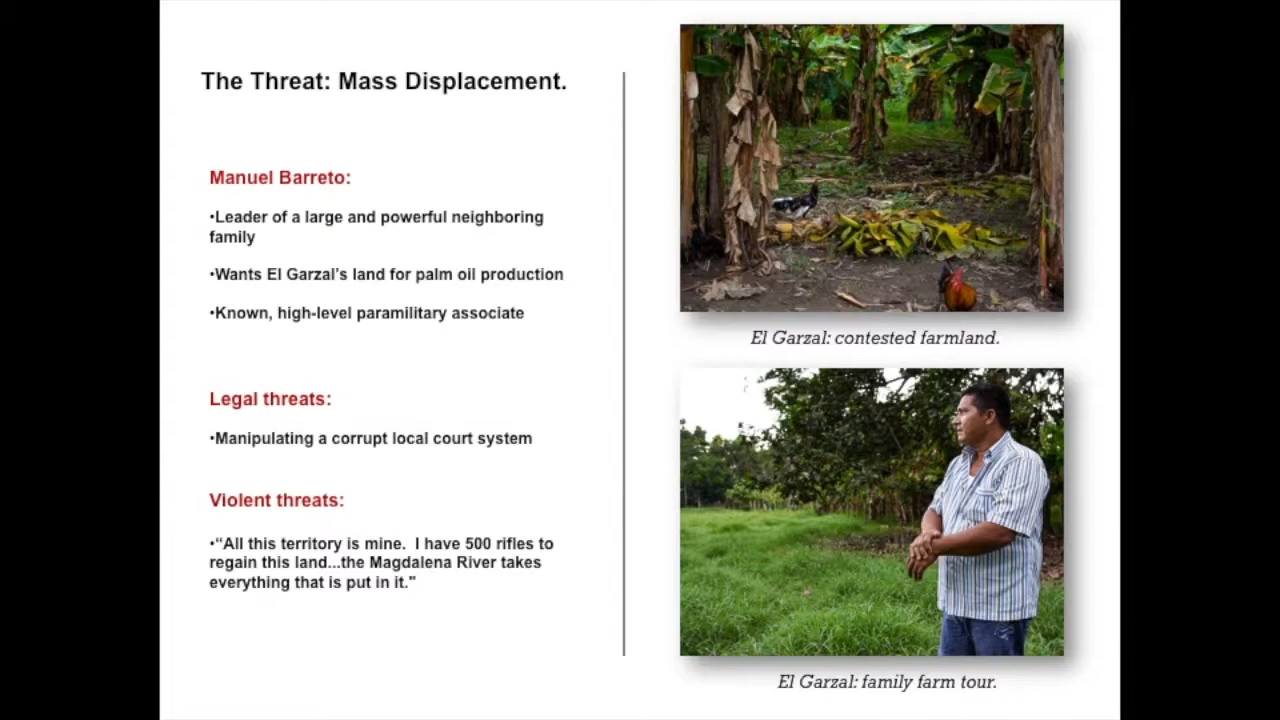 The Threat: Mass Displacement.
Manuel Barreto:
•Leader of a large and powerful neighboring
family
•Wants El Garzal's land for palm oil production
•Known, high-level paramilitary associate
Legal threats:
•Manipulating a corrupt local court system
Violent threats:
•“All this territory is mine.  I have 500 rifles to
regain this land...the Magdalena River takes
everything that is put in it."
El Garzal: contested farmland.
El Garzal: family farm tour.